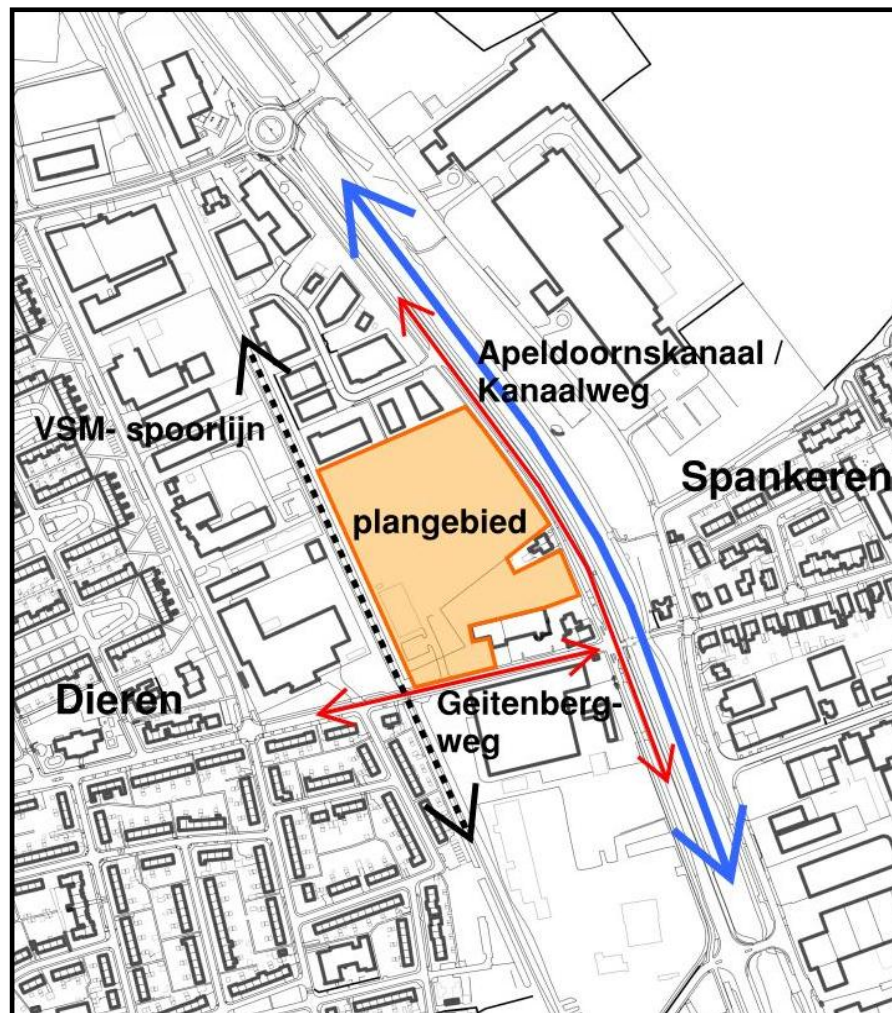 Apeldoornskanaal /
Kanaalweg
VSM- spoorlijn
Spankeren
plangebied
Dieren
Geitenberg-
weg